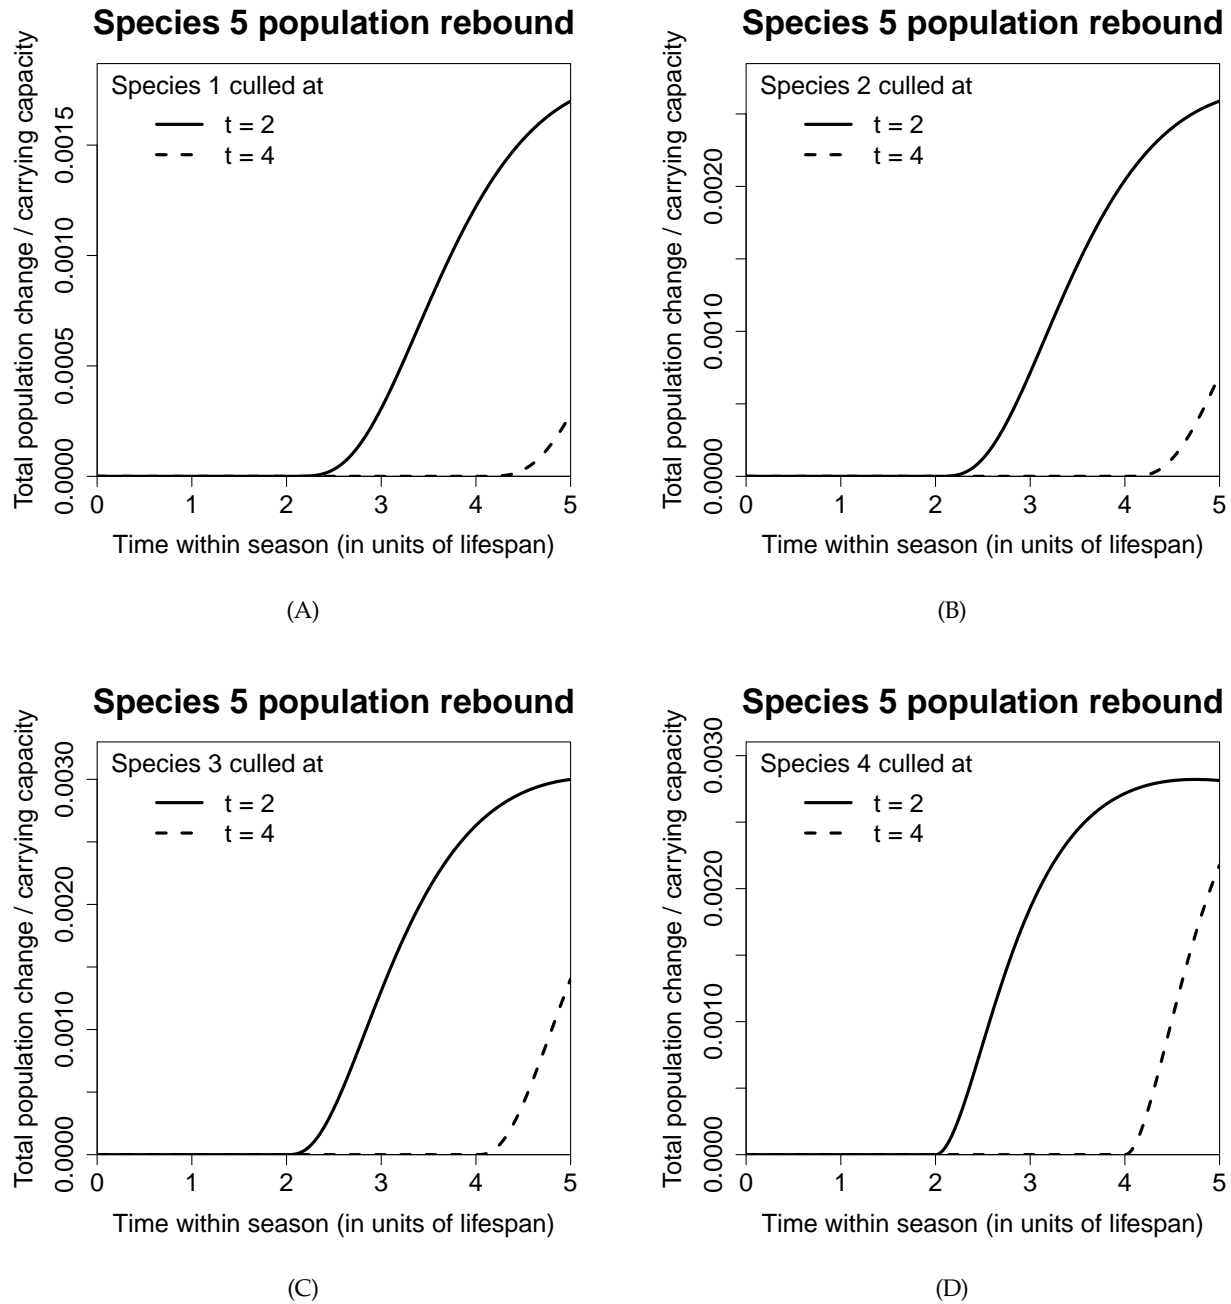 Species 5 population rebound
Total population change / carrying capacity
Species 1 culled at
t = 2
t = 4
0.0015
0.0010
0.0005
0.0000
0 1 2 3 4 5
Time within season (in units of lifespan)
(A)
Species 5 population rebound
Total population change / carrying capacity
Species 2 culled at
t = 2
t = 4
0.0020
0.0010
0.0000
0 1 2 3 4 5
Time within season (in units of lifespan)
(B)
Species 5 population rebound
Total population change / carrying capacity
Species 3 culled at
t = 2
t = 4
0.0030
0.0020
0.0010
0.0000
0 1 2 3 4 5
Time within season (in units of lifespan)
(C)
Species 5 population rebound
Total population change / carrying capacity
Species 4 culled at
t = 2
t = 4
0.0030
0.0020
0.0010
0.0000
0 1 2 3 4 5
Time within season (in units of lifespan)
(D)